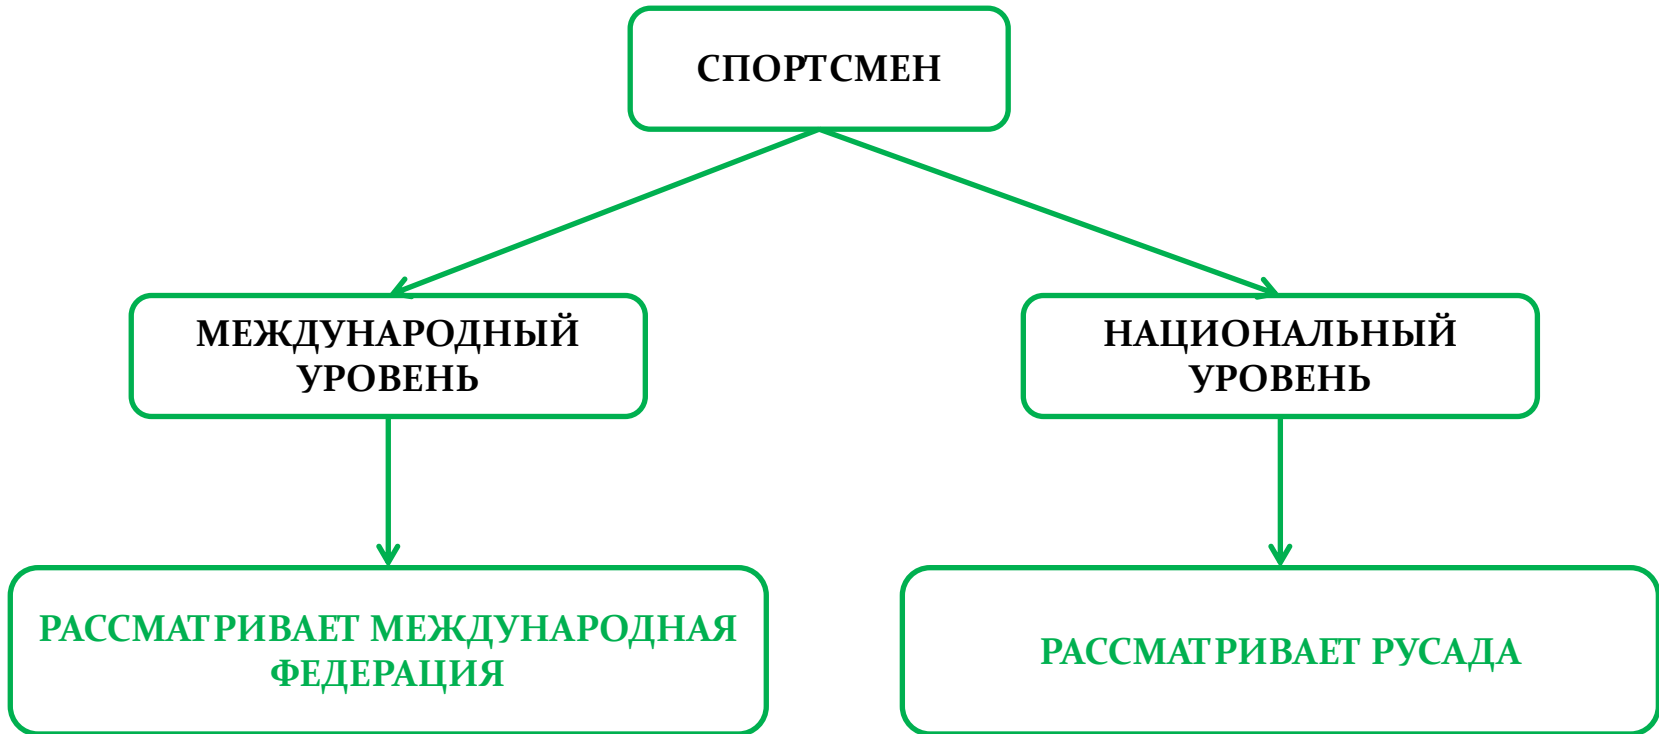 СПОРТСМЕН
МЕЖДУНАРОДНЫЙ
УРОВЕНЬ
НАЦИОНАЛЬНЫЙ
УРОВЕНЬ
РАССМАТРИВАЕТ МЕЖДУНАРОДНАЯ
ФЕДЕРАЦИЯ
РАССМАТРИВАЕТ РУСАДА